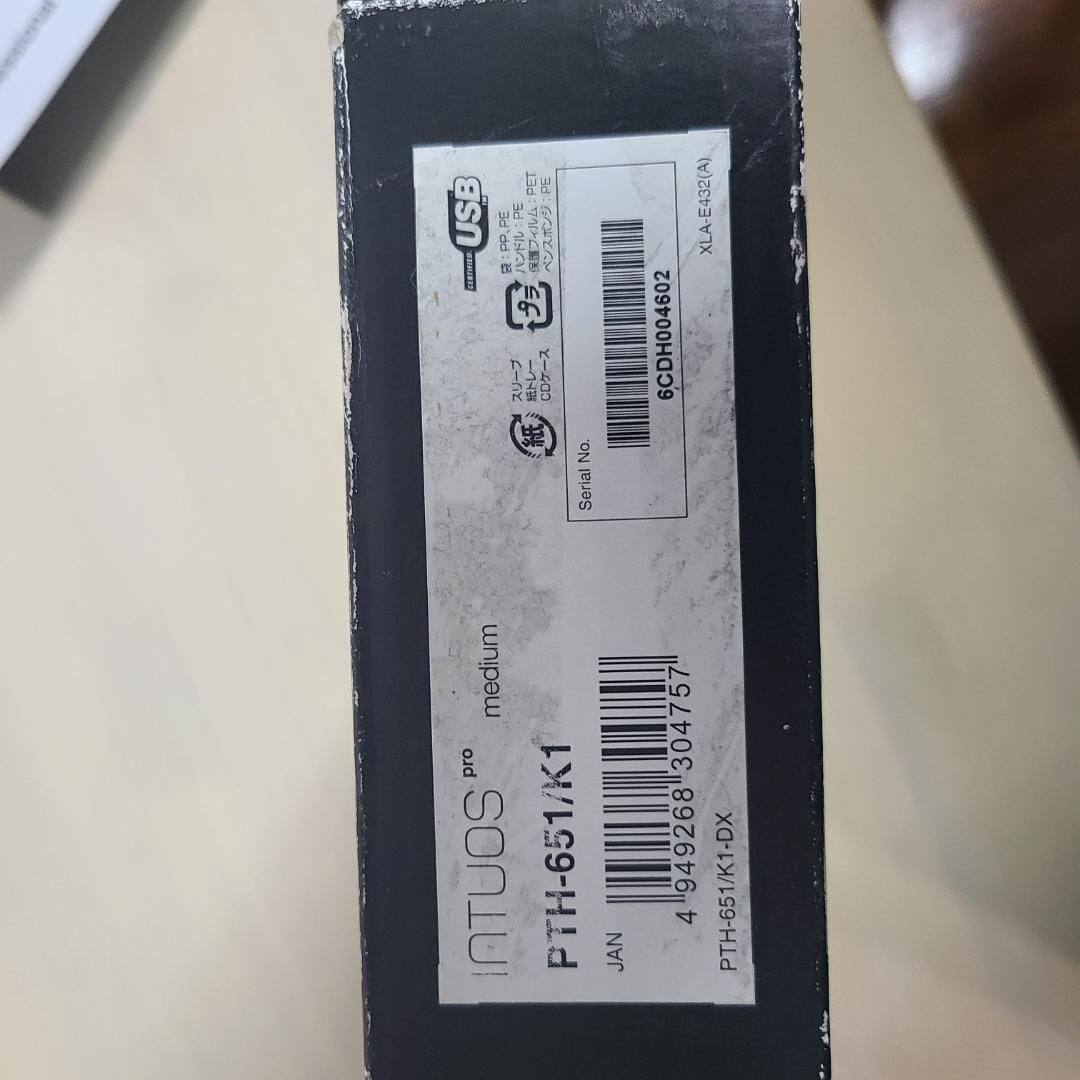 INTUOS pro
medium
PTH-651/K1
JAN
4 949268 304757
PTH-651/K1-DX
紙
スリーブ
紙トレー
CDケース
プラ
袋：PP、PE
ハンドル：PE
保護フィルム：PET
ペンスポンジ：PE
CERTIFIED USB TM
Serial No.
6CDH004602
XLA-E432(A)